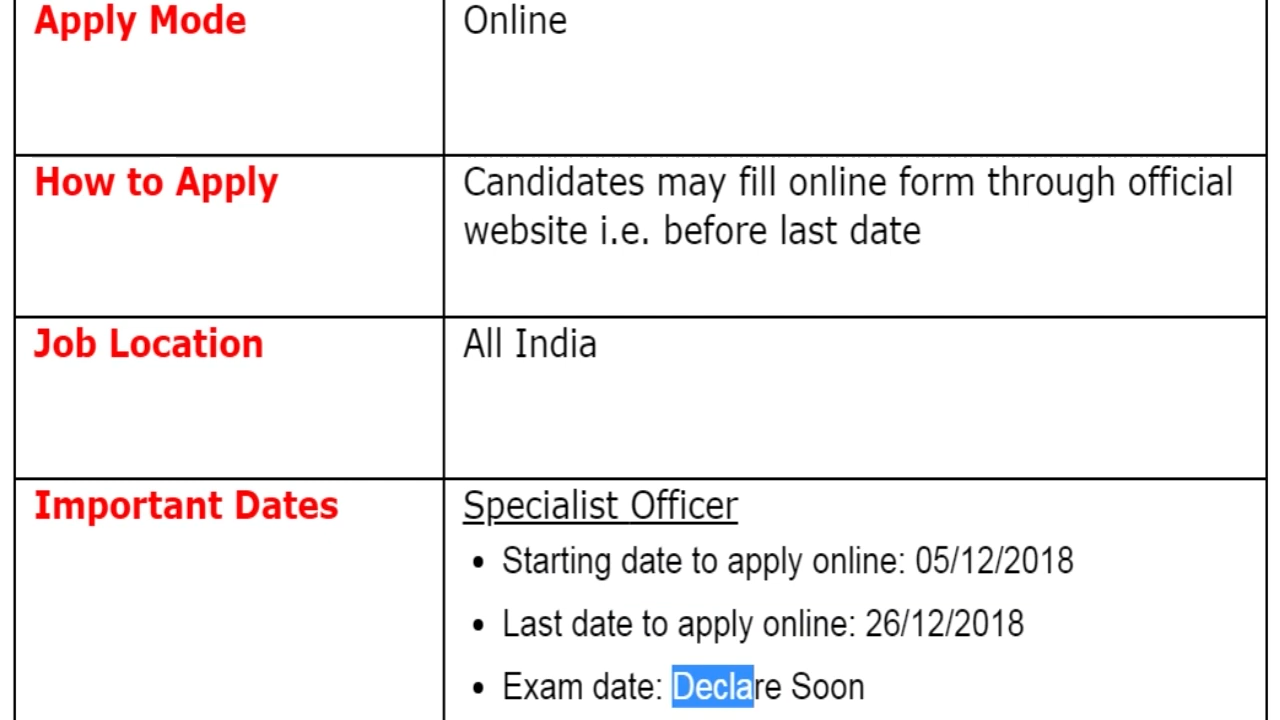 Apply Mode
Online
How to Apply
Candidates may fill online form through official
website i.e. before last date
Job Location
All India
Important Dates
Specialist Officer
• Starting date to apply online: 05/12/2018
• Last date to apply online: 26/12/2018
• Exam date: Declare Soon